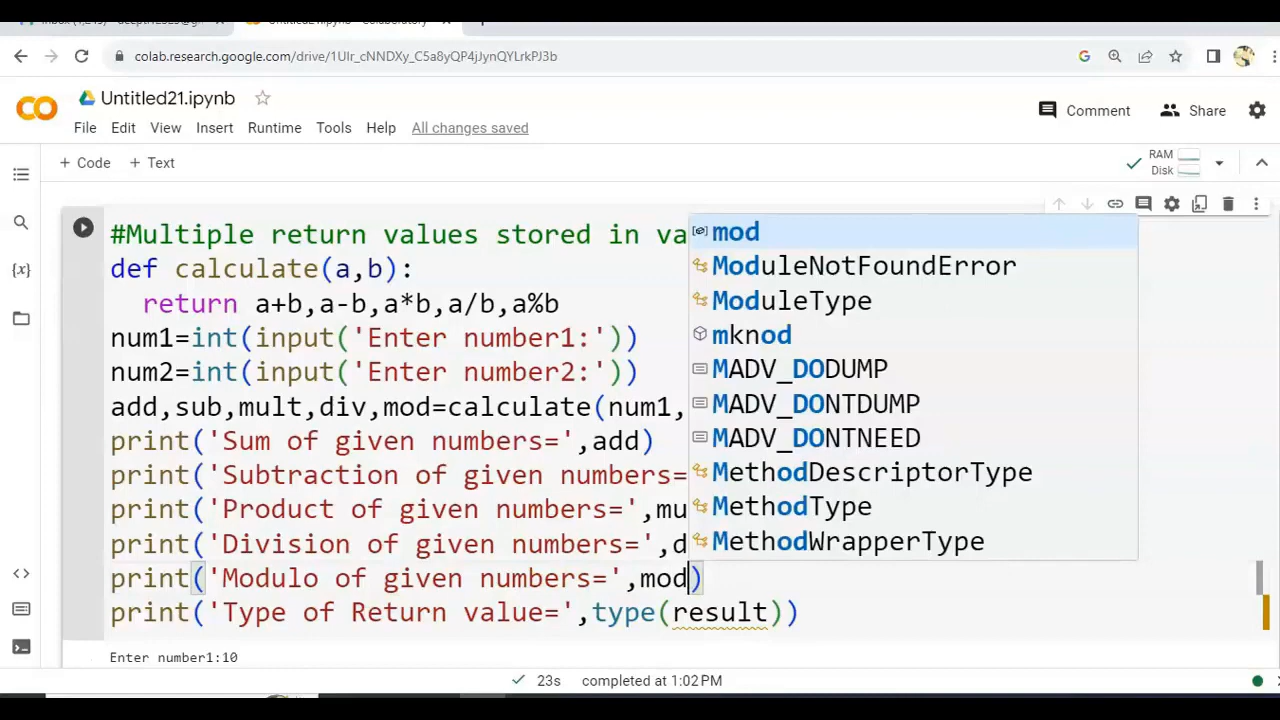 colab.research.google.com/drive/1UIr_cNNDXy_C5a8yQP4jJynQYLrkPJ3b
Untitled21.ipynb
Comment
Share
File Edit View Insert Runtime Tools Help All changes saved
+ Code + Text
RAM
Disk
#Multiple return values stored in va
def calculate(a,b):
return a+b,a-b,a*b,a/b,a%b
num1=int(input('Enter number1:'))
num2=int(input('Enter number2:'))
add,sub,mult,div,mod=calculate(num1,
print('Sum of given numbers=',add)
print('Subtraction of given numbers=
print('Product of given numbers=',mu
print('Division of given numbers=',d
print('Modulo of given numbers=',mod)
print('Type of Return value=',type(result))
mod
ModuleNotFoundError
ModuleType
mknod
MADV_DODUMP
MADV_DONTDUMP
MADV_DONTNEED
MethodDescriptorType
MethodType
MethodWrapperType
Enter number1:10
23s completed at 1:02 PM